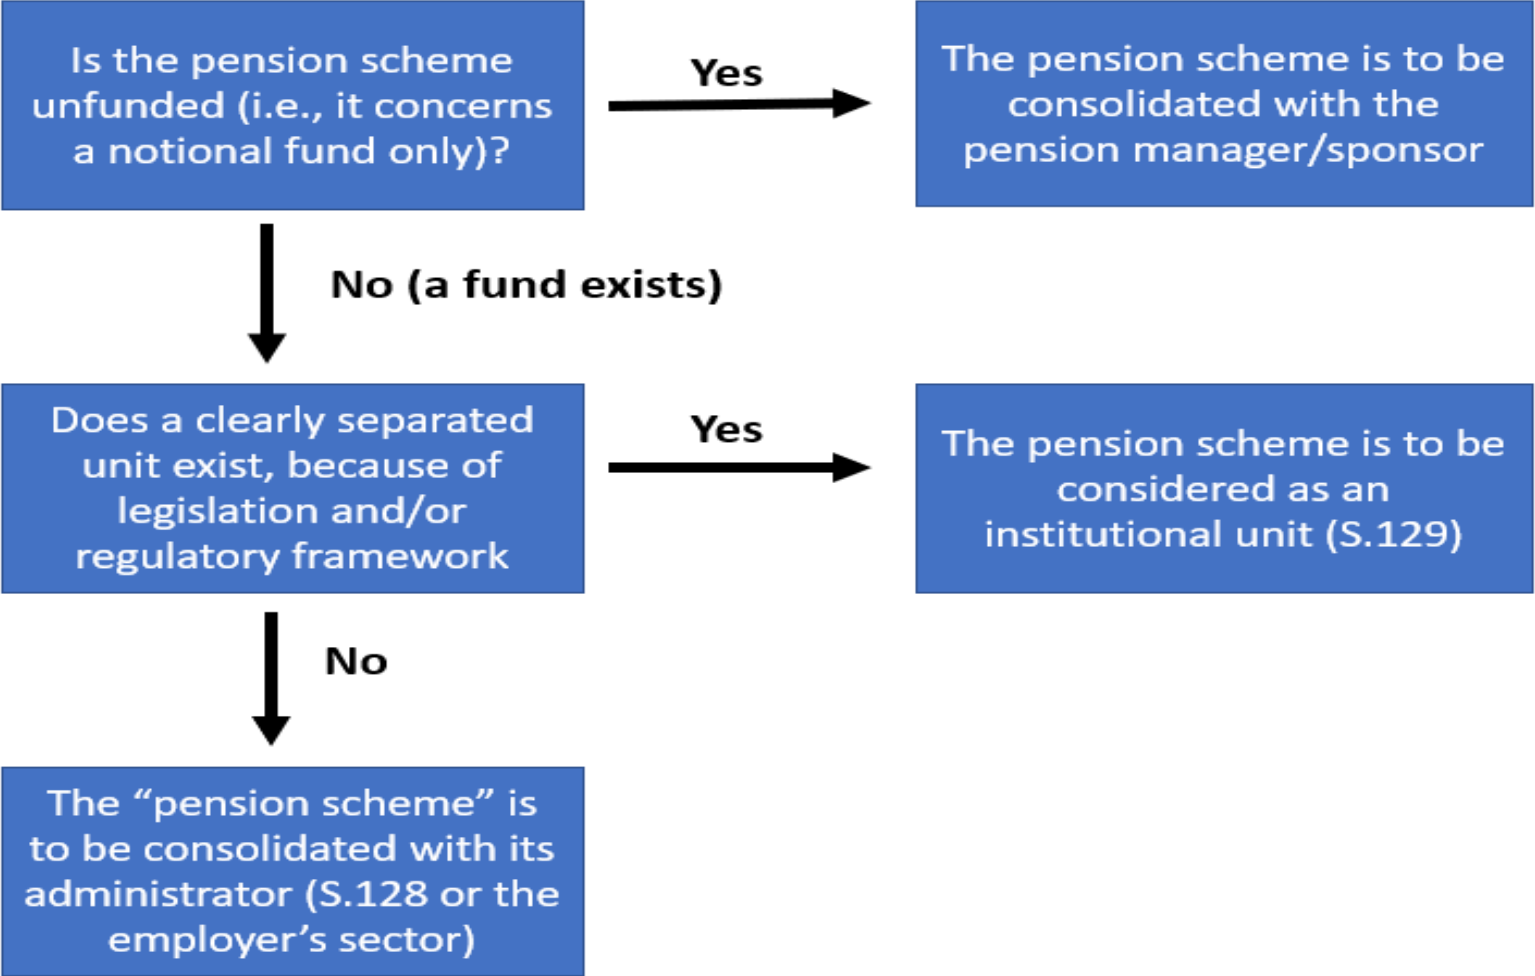 Is the pension scheme
unfunded (i.e., it concerns
a notional fund only)?
Yes
The pension scheme is to be
consolidated with the
pension manager/sponsor
No (a fund exists)
Does a clearly separated
unit exist, because of
legislation and/or
regulatory framework
Yes
The pension scheme is to be
considered as an
institutional unit (S.129)
No
The “pension scheme” is
to be consolidated with its
administrator (S.128 or the
employer’s sector)